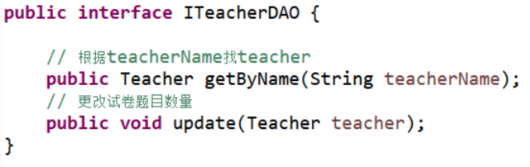 public interface ITeacherDAO {
// 根据teacherName找teacher
public Teacher getByName(String teacherName);
// 更改试卷题目数量
public void update(Teacher teacher);
}